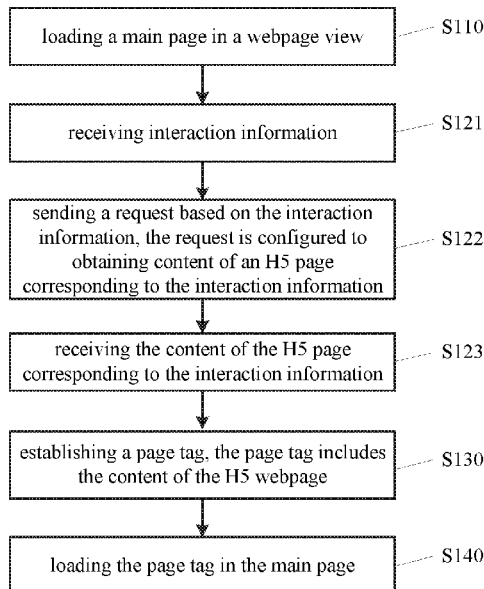 loading a main page in a webpage view
S110
receiving interaction information
S121
sending a request based on the interaction
information, the request is configured to
obtaining content of an H5 page
corresponding to the interaction information
S122
receiving the content of the H5 page
corresponding to the interaction information
S123
establishing a page tag, the page tag includes
the content of the H5 webpage
S130
loading the page tag in the main page
S140